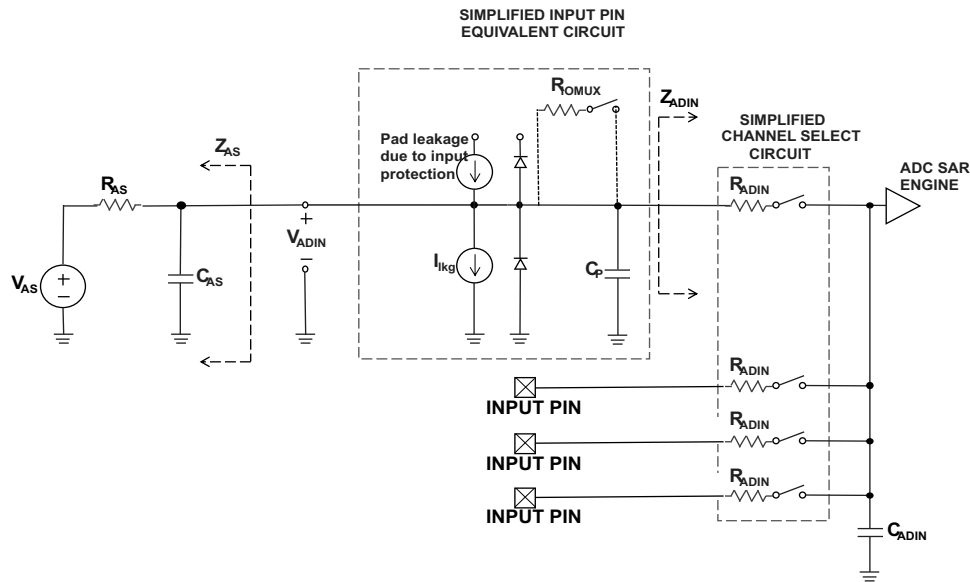 SIMPLIFIED INPUT PIN
EQUIVALENT CIRCUIT
RIOMUX
ZADIN
SIMPLIFIED
CHANNEL SELECT
CIRCUIT
Pad leakage
due to input
protection
ZAS
RAS
RADIN
ADC SAR
ENGINE
+
VADIN
–
Ilkg
CP
CAS
VAS
+
–
RADIN
INPUT PIN
RADIN
INPUT PIN
RADIN
INPUT PIN
CADIN